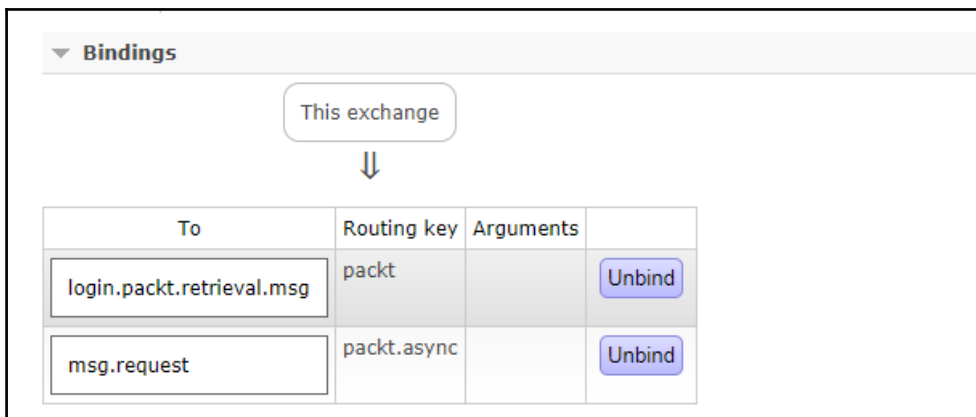 Bindings
This exchange
To Routing key Arguments
login.packt.retrieval.msg packt Unbind
msg.request packt.async Unbind